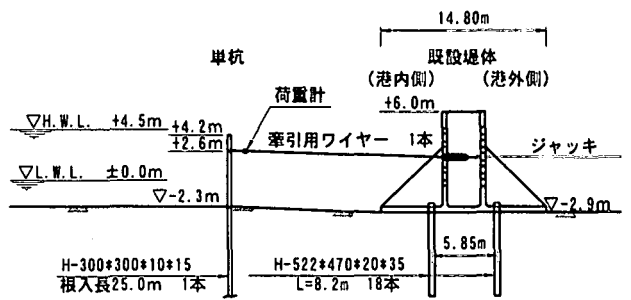 14.80m
単杭
既設堤体
(港内側) (港外側)
荷重計
+6.0m
▽H.W.L. +4.5m
+4.2m
+2.6m
牽引用ワイヤー 1本
ジャッキ
▽L.W.L. ±0.0m
▽-2.3m
▽-2.9m
5.85m
H-300*300*10*15
根入長25.0m 1本
H-522*470*20*35
L=8.2m 18本